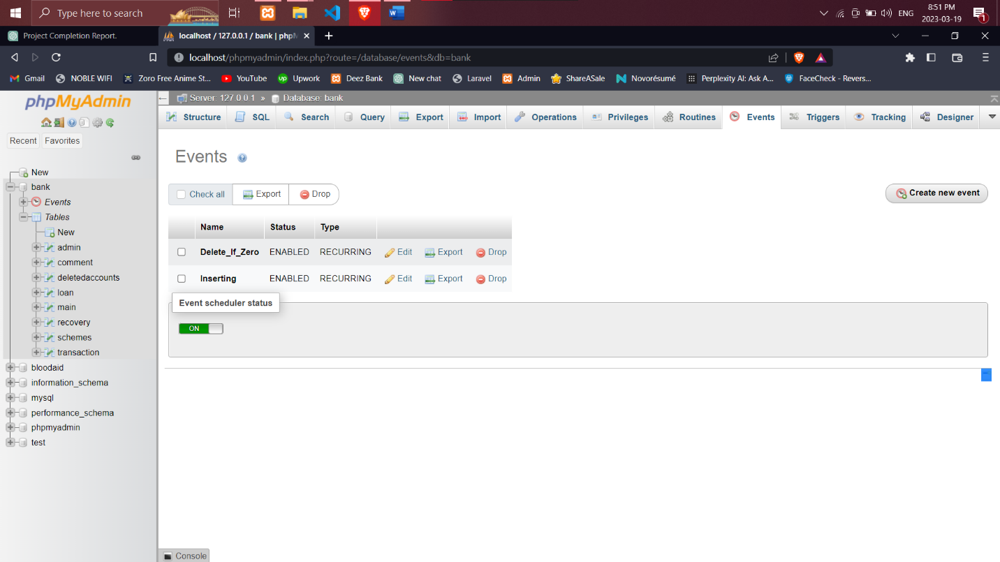 Type here to search
ENG
8:51 PM
2023-03-19
1
Project Completion Report.
localhost / 127.0.0.1 / bank | phpM
localhost/phpmyadmin/index.php?route=/database/events&db=bank
Gmail
NOBLE WIFI
Zoro Free Anime St...
YouTube
up
Upwork
Deez Bank
New chat
Laravel
Admin
ShareASale
Novorésumé
Perplexity AI: Ask A...
FaceCheck - Revers...
phpMyAdmin
Server: 127.0.0.1 » Database: bank
Structure
SQL
Search
Query
Export
Import
Operations
Privileges
Routines
Events
Triggers
Tracking
Designer
Recent
Favorites
New
bank
Events
Tables
New
admin
comment
deletedaccounts
loan
main
recovery
schemes
transaction
bloodaid
information_schema
mysql
performance_schema
phpmyadmin
test
Events
Check all
Export
Drop
Create new event
Name Status Type
Delete_If_Zero ENABLED RECURRING Edit Export Drop
Inserting ENABLED RECURRING Edit Export Drop
Event scheduler status
ON
Console